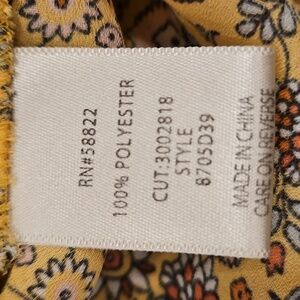 RN#58822
100% POLYESTER
CUT:3002818
STYLE
8705D39
MADE IN CHINA
CARE ON REVERSE